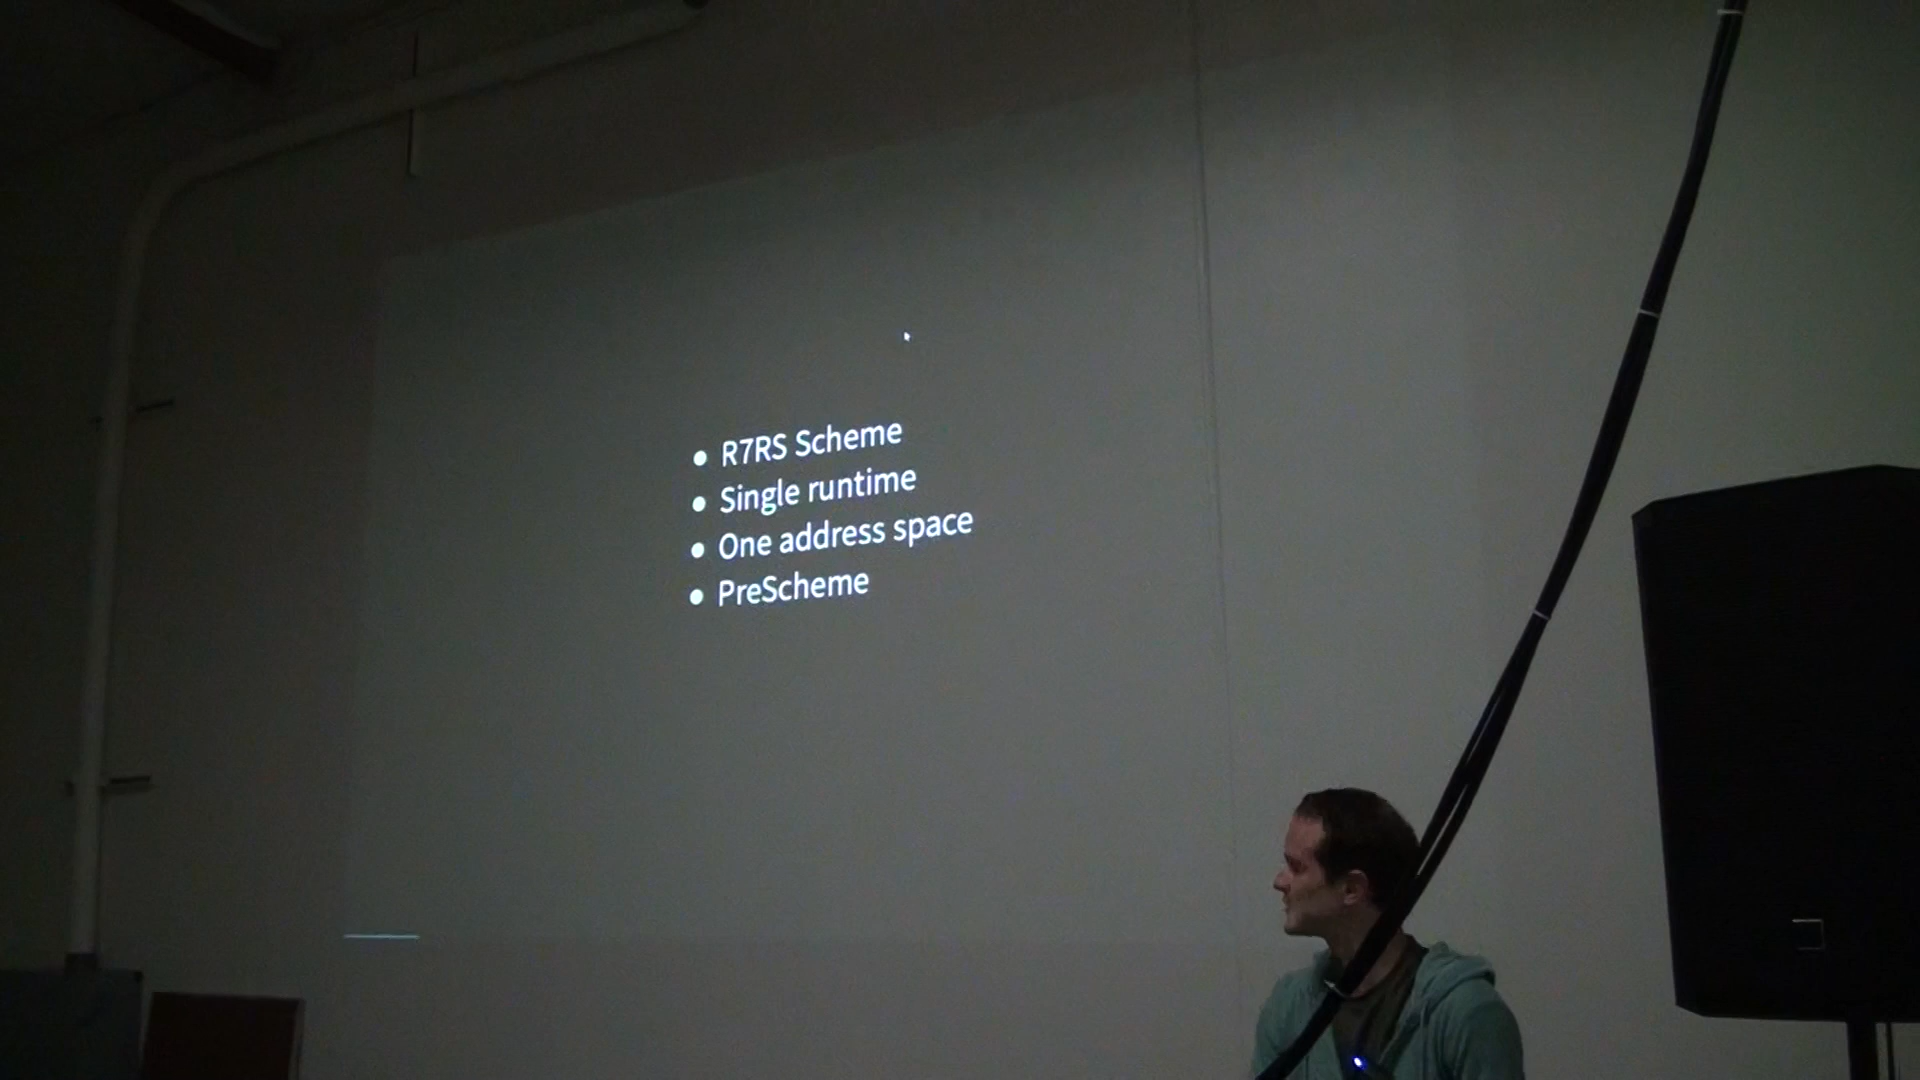 • R7RS Scheme
• Single runtime
• One address space
• PreScheme